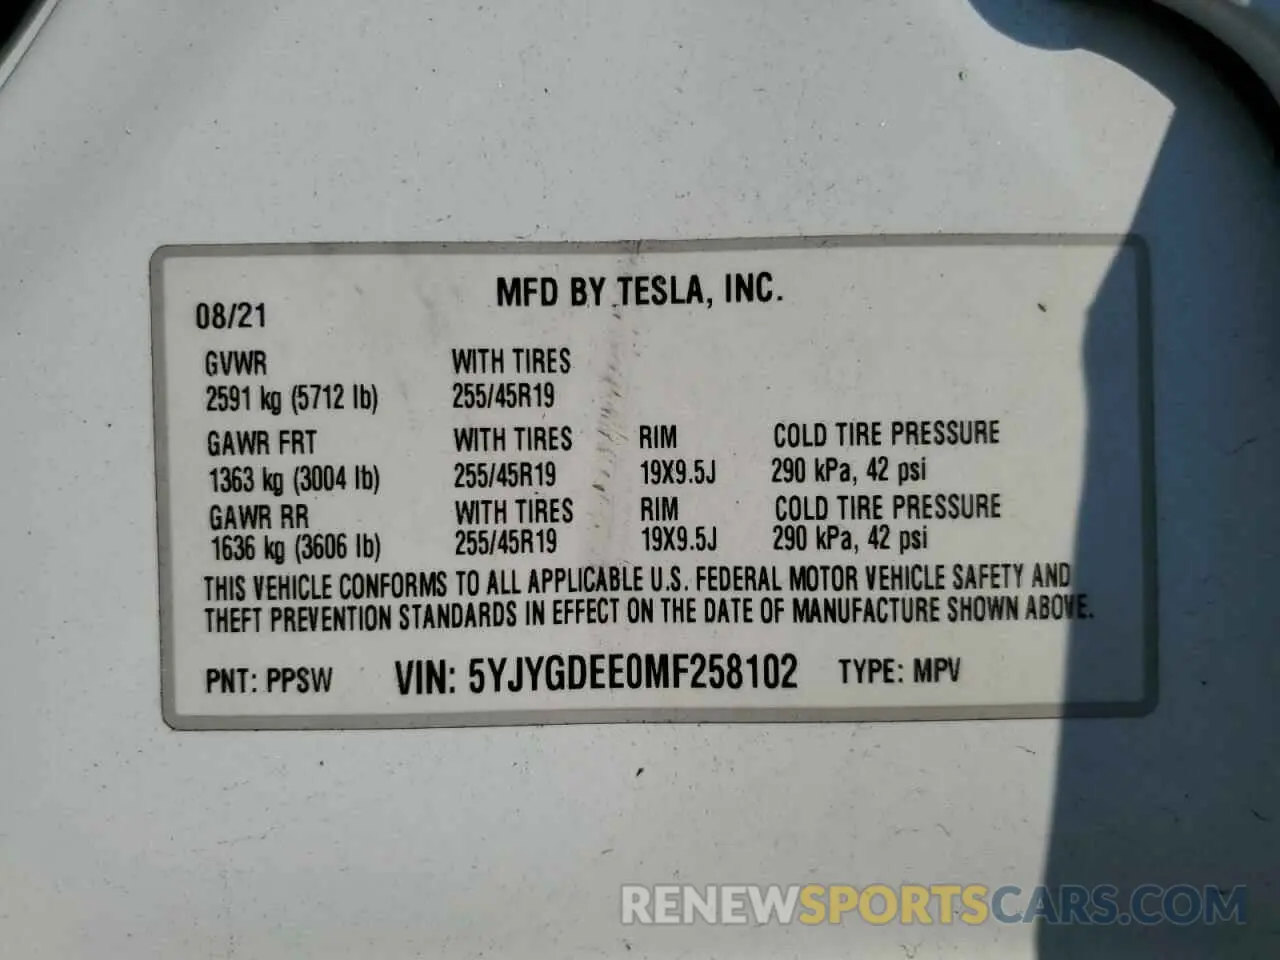 MFD BY TESLA, INC.
08/21
GVWR WITH TIRES
2591 kg (5712 lb) 255/45R19
GAWR FRT WITH TIRES RIM COLD TIRE PRESSURE
1363 kg (3004 lb) 255/45R19 19X9.5J 290 kPa, 42 psi
GAWR RR WITH TIRES RIM COLD TIRE PRESSURE
1636 kg (3606 lb) 255/45R19 19X9.5J 290 kPa, 42 psi
THIS VEHICLE CONFORMS TO ALL APPLICABLE U.S. FEDERAL MOTOR VEHICLE SAFETY AND
THEFT PREVENTION STANDARDS IN EFFECT ON THE DATE OF MANUFACTURE SHOWN ABOVE.
PNT: PPSW VIN: 5YJYGDEE0MF258102 TYPE: MPV
RENEWSPORTSCARS.COM